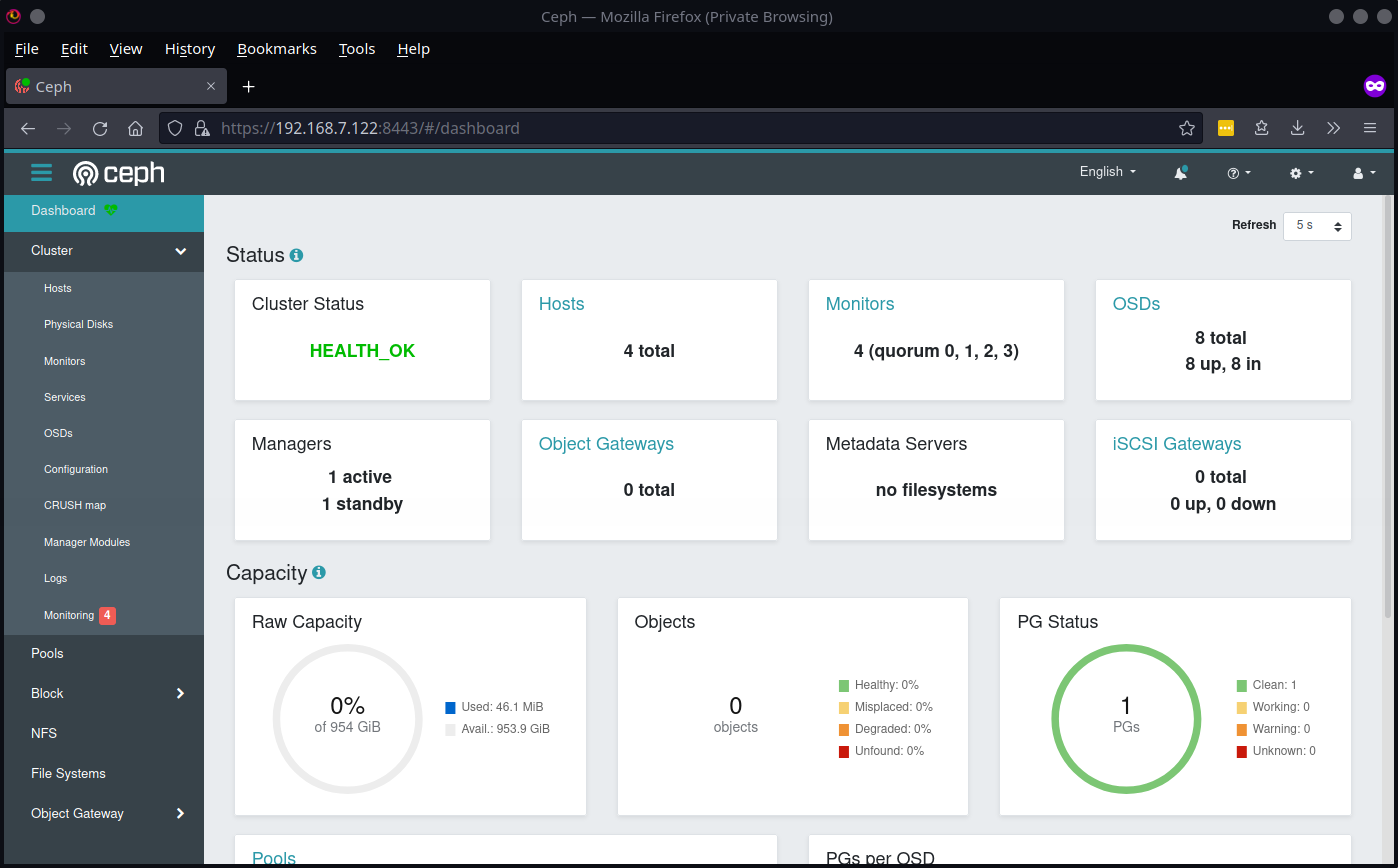 Ceph — Mozilla Firefox (Private Browsing)
File Edit View History Bookmarks Tools Help
Ceph
https://192.168.7.122:8443/#/dashboard
ceph
English
Dashboard
Cluster
Hosts
Physical Disks
Monitors
Services
OSDs
Configuration
CRUSH map
Manager Modules
Logs
Monitoring 4
Pools
Block
NFS
File Systems
Object Gateway
Refresh 5 s
Status
Cluster Status
HEALTH_OK
Hosts
4 total
Monitors
4 (quorum 0, 1, 2, 3)
OSDs
8 total
8 up, 8 in
Managers
1 active
1 standby
Object Gateways
0 total
Metadata Servers
no filesystems
iSCSI Gateways
0 total
0 up, 0 down
Capacity
Raw Capacity
0%
of 954 GiB
Used: 46.1 MiB
Avail.: 953.9 GiB
Objects
0
objects
Healthy: 0%
Misplaced: 0%
Degraded: 0%
Unfound: 0%
PG Status
1
PGs
Clean: 1
Working: 0
Warning: 0
Unknown: 0
Pools
PGs per OSD